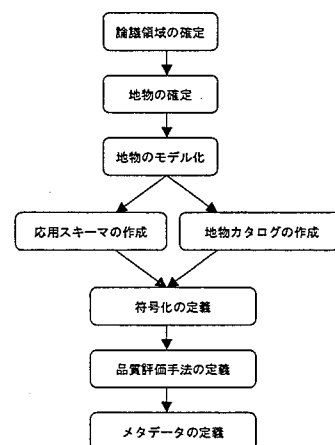 論議領域の確定
地物の確定
地物のモデル化
応用スキーマの作成
地物カタログの作成
符号化の定義
品質評価手法の定義
メタデータの定義